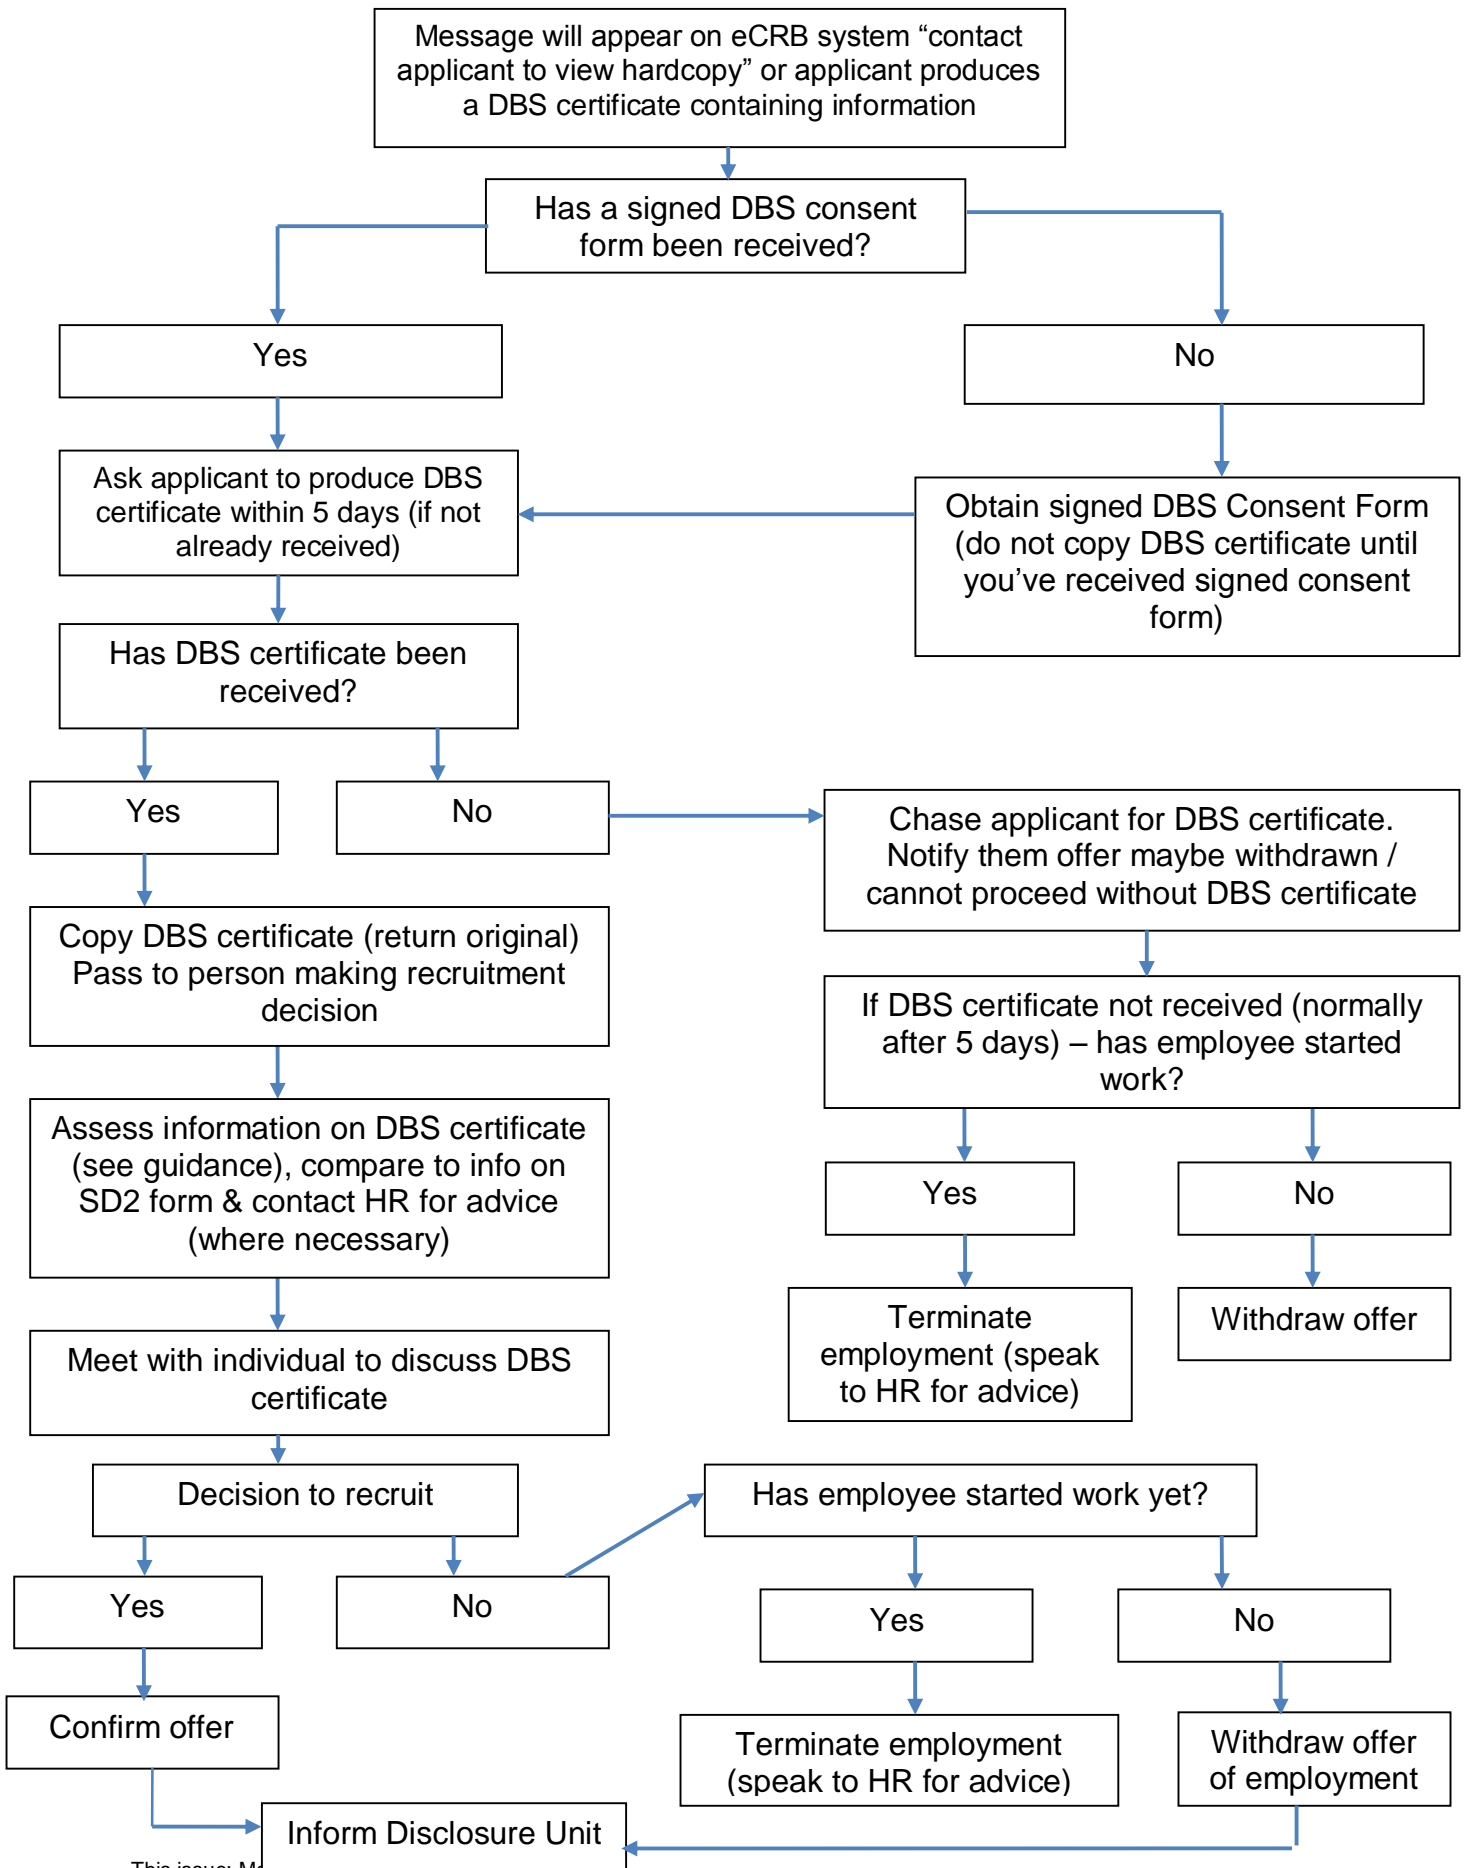 Message will appear on eCRB system “contact
applicant to view hardcopy” or applicant produces
a DBS certificate containing information
Has a signed DBS consent
form been received?
Yes
No
Ask applicant to produce DBS
certificate within 5 days (if not
already received)
Obtain signed DBS Consent Form
(do not copy DBS certificate until
you’ve received signed consent
form)
Has DBS certificate been
received?
Yes
No
Chase applicant for DBS certificate.
Notify them offer maybe withdrawn /
cannot proceed without DBS certificate
Copy DBS certificate (return original)
Pass to person making recruitment
decision
If DBS certificate not received (normally
after 5 days) – has employee started
work?
Assess information on DBS certificate
(see guidance), compare to info on
SD2 form & contact HR for advice
(where necessary)
Yes
No
Terminate
employment (speak
to HR for advice)
Withdraw offer
Meet with individual to discuss DBS
certificate
Decision to recruit
Has employee started work yet?
Yes
No
Yes
No
Confirm offer
Terminate employment
(speak to HR for advice)
Withdraw offer
of employment
Inform Disclosure Unit
This issue: